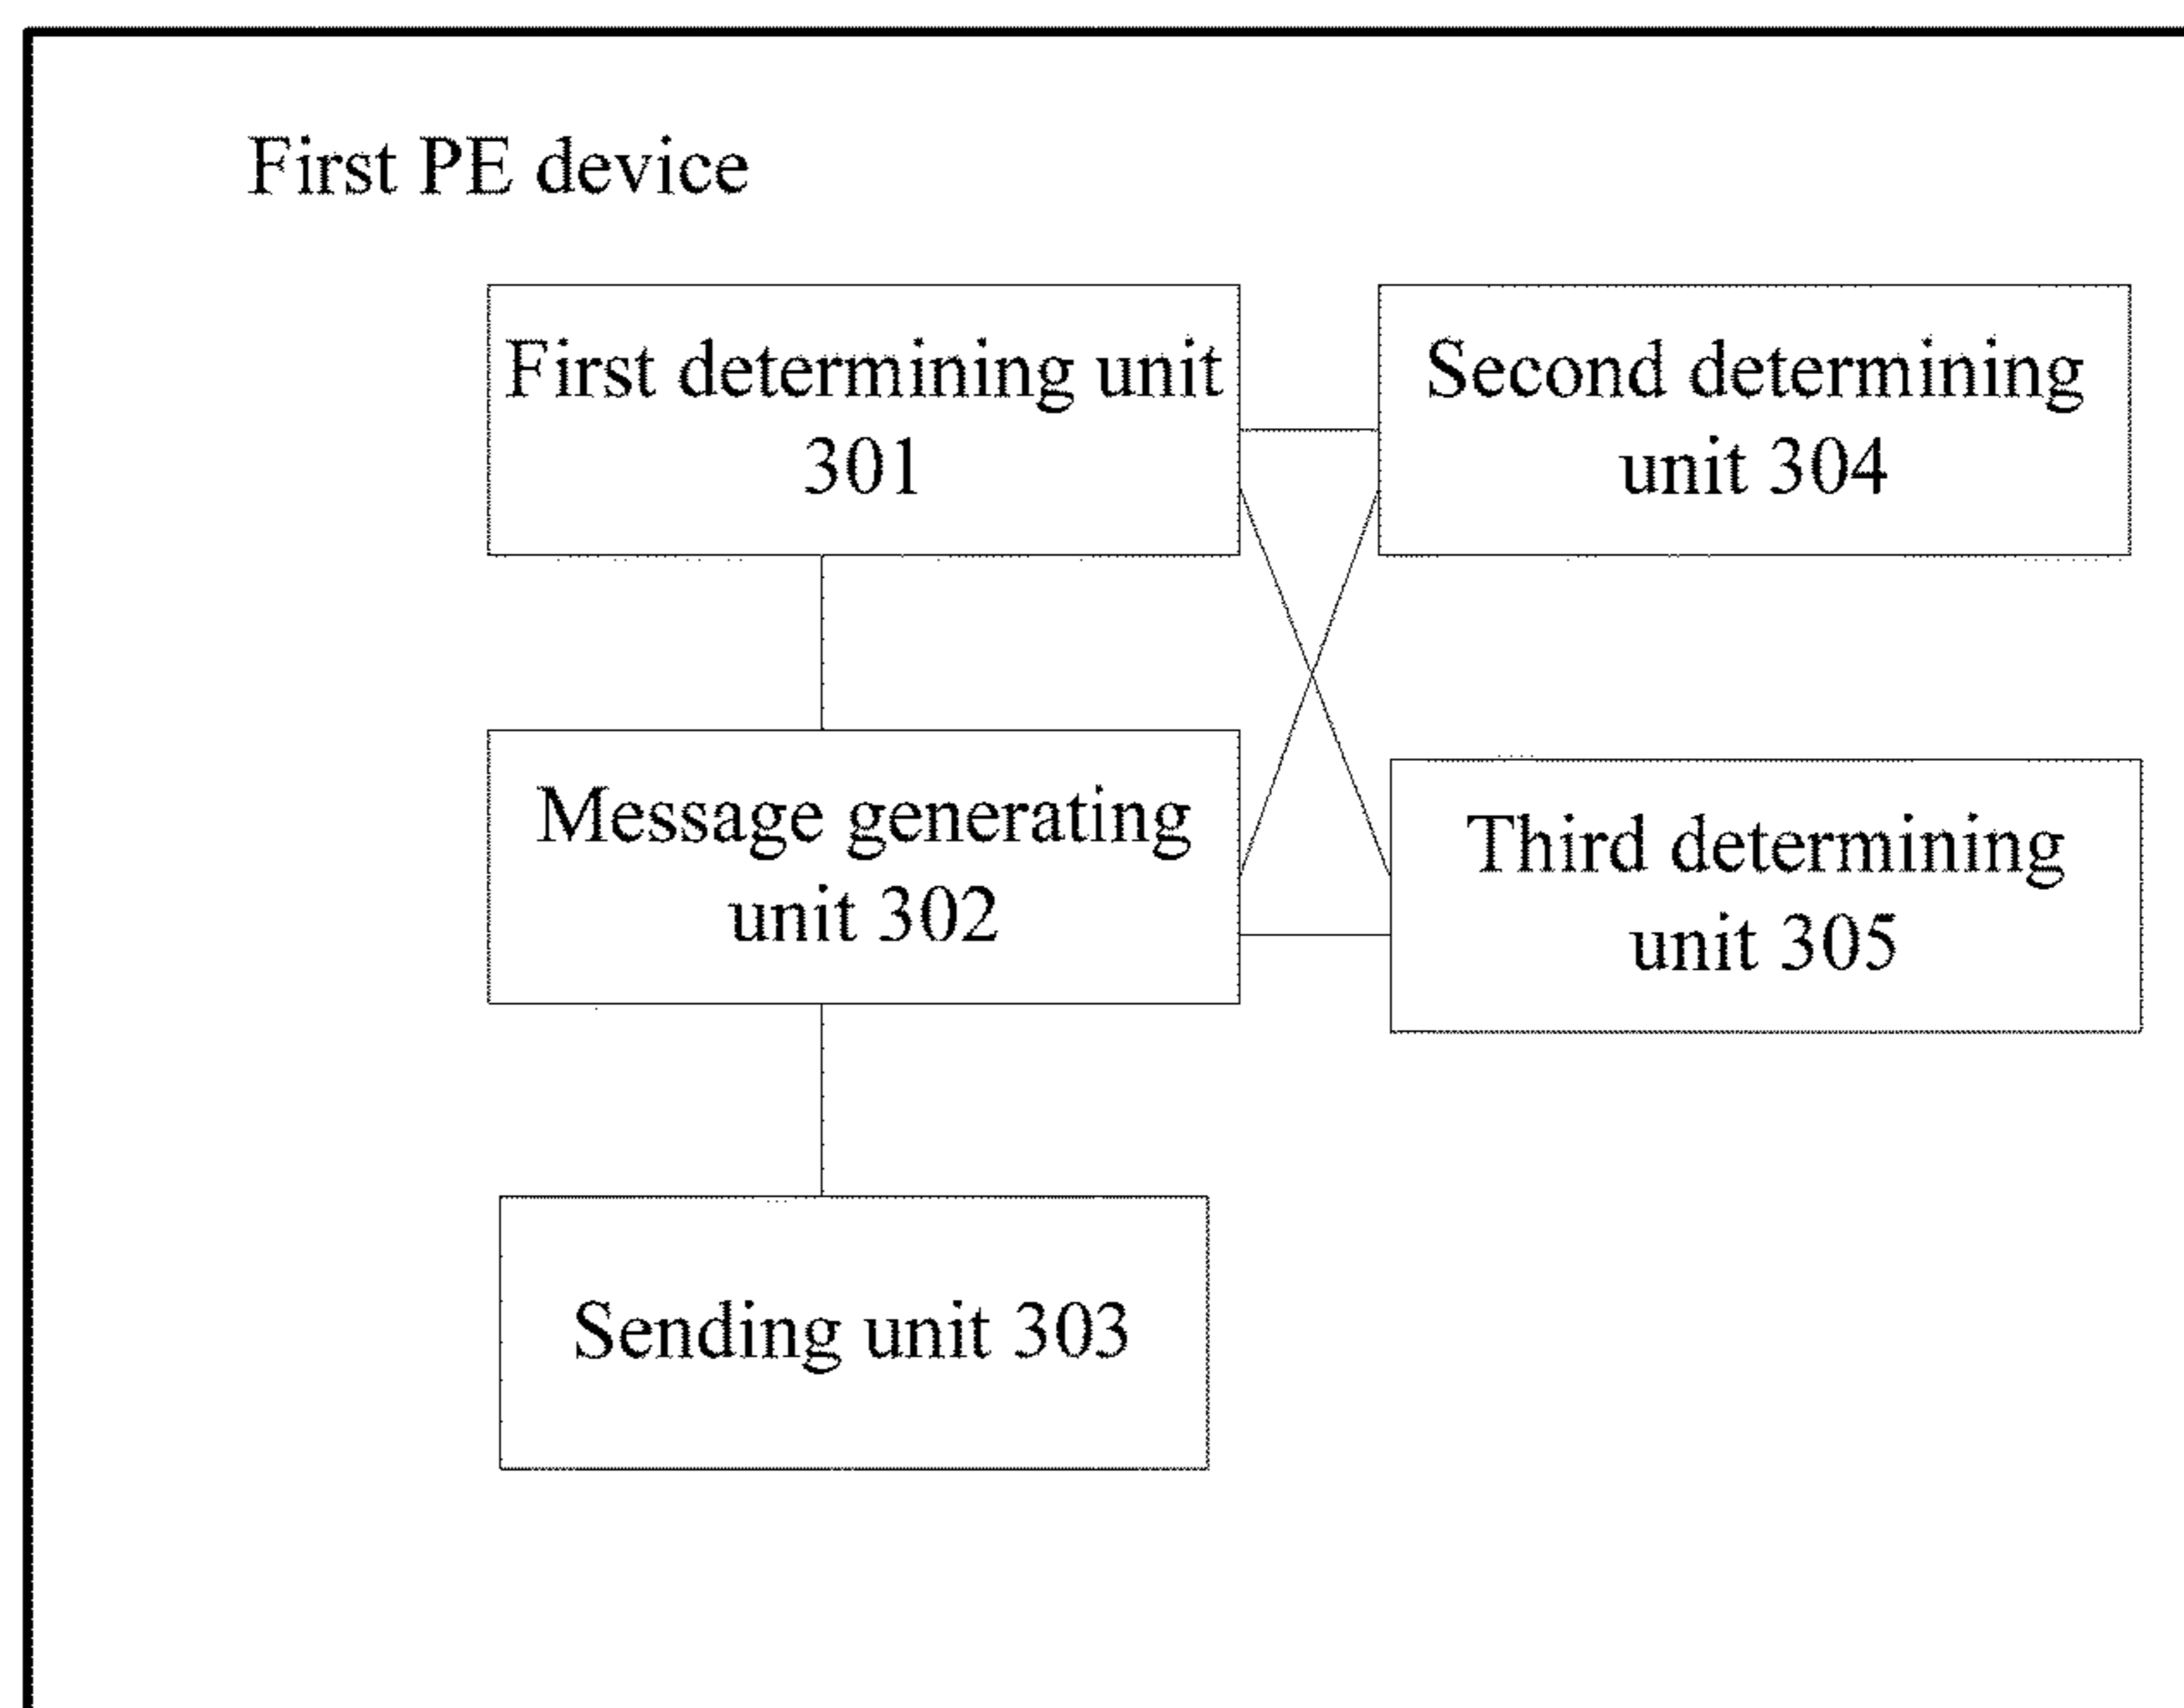 First PE device
First determining unit
301
Second determining
unit 304
Message generating
unit 302
Third determining
unit 305
Sending unit 303